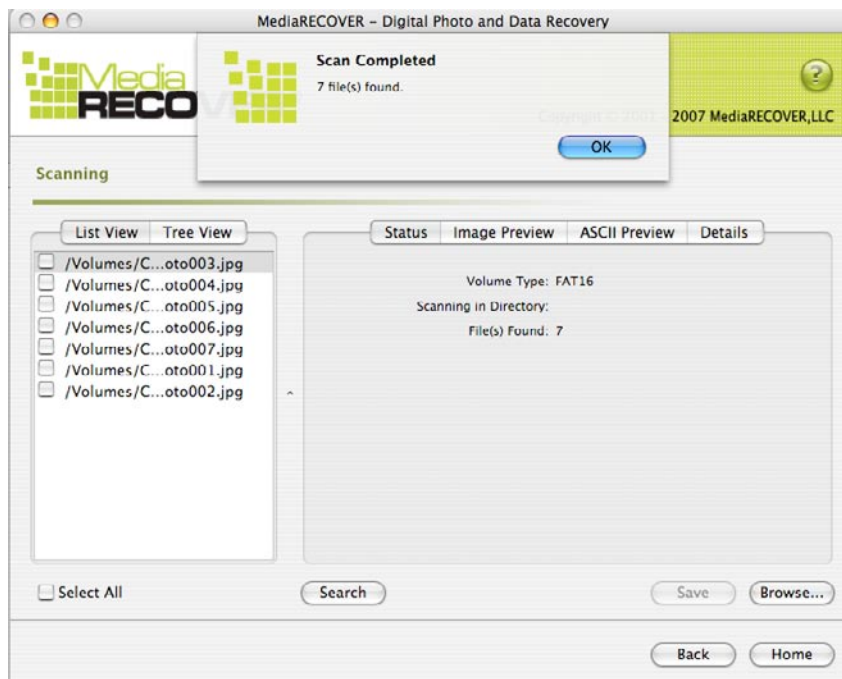 MediaRECOVER – Digital Photo and Data Recovery
Media
RECOV
Scan Completed
7 file(s) found.
OK
?
2007 MediaRECOVER,LLC
Scanning
List View Tree View
/Volumes/C...oto003.jpg
/Volumes/C...oto004.jpg
/Volumes/C...oto005.jpg
/Volumes/C...oto006.jpg
/Volumes/C...oto007.jpg
/Volumes/C...oto001.jpg
/Volumes/C...oto002.jpg
Status Image Preview ASCII Preview Details
Volume Type: FAT16
Scanning in Directory:
File(s) Found: 7
Select All
Search
Save
Browse...
Back
Home